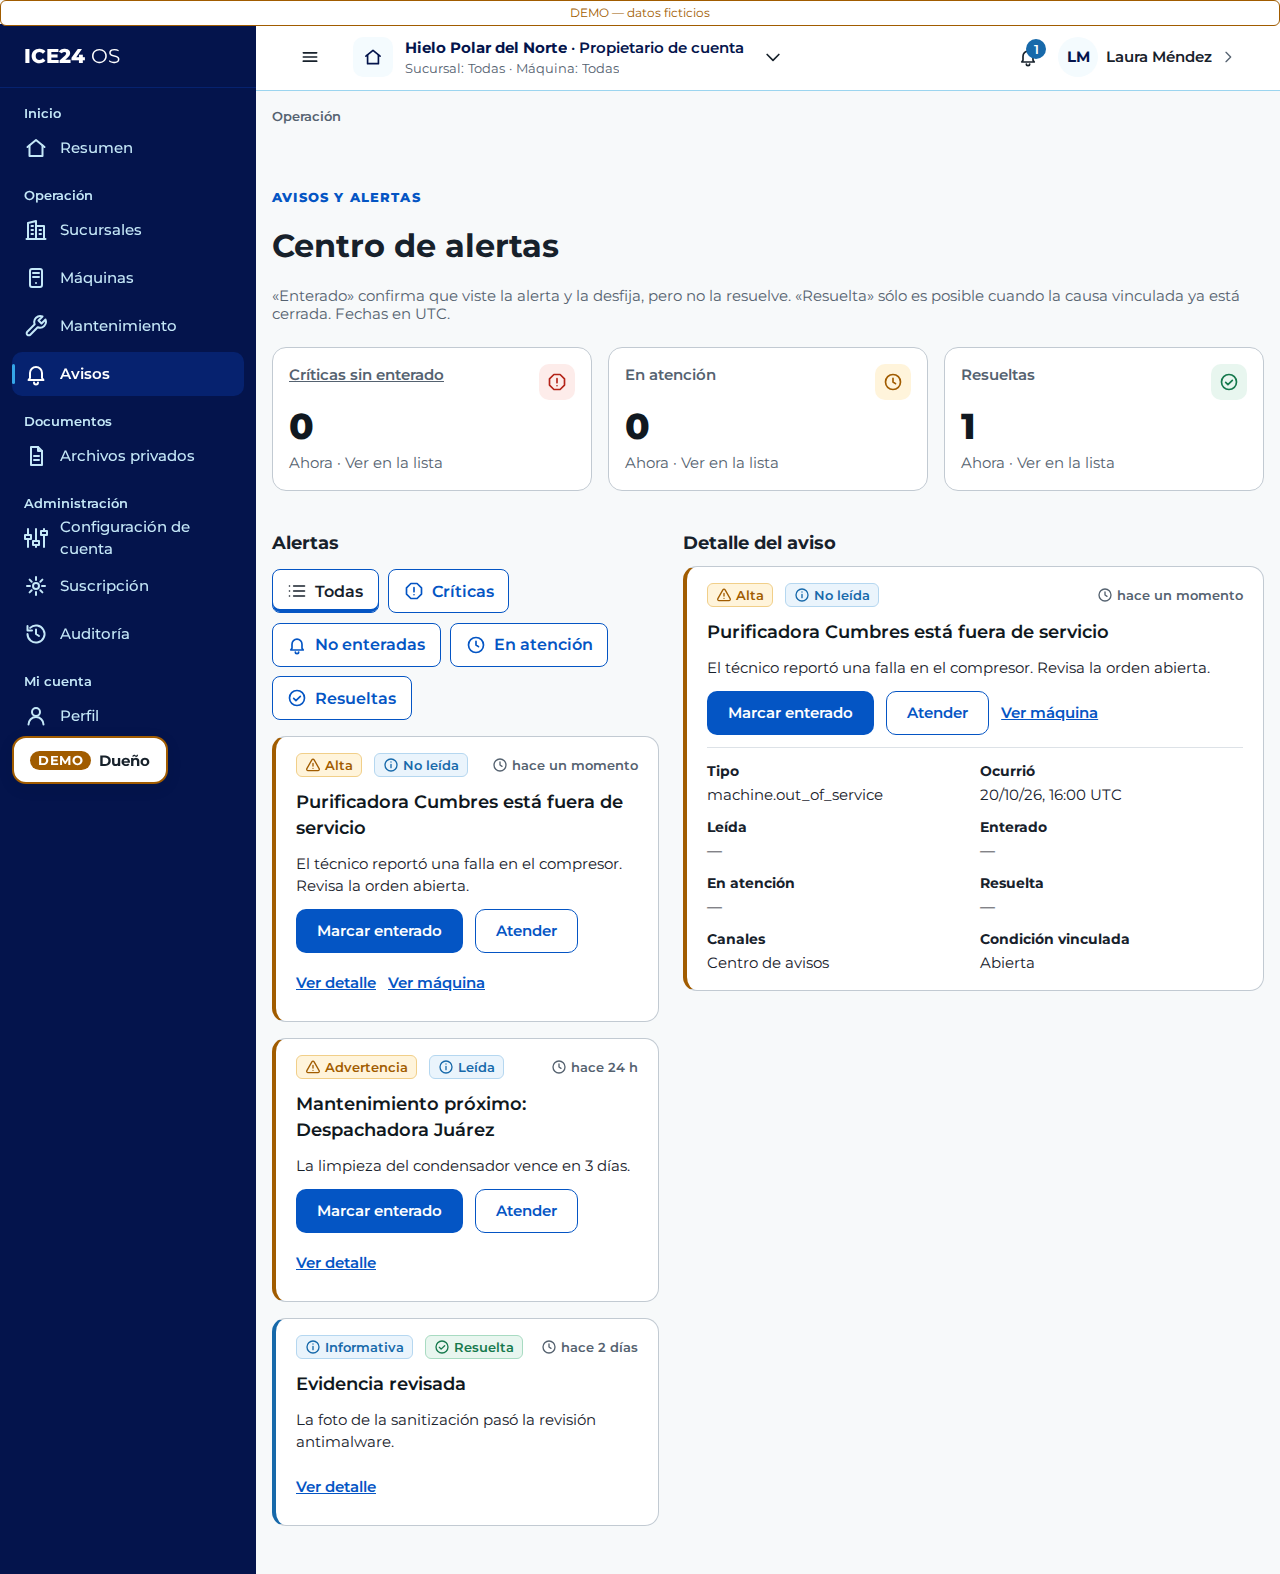 DEMO — datos ficticios
ICE24 OS
Inicio
Resumen
Operación
Sucursales
Máquinas
Mantenimiento
Avisos
Documentos
Archivos privados
Administración
Configuración de
cuenta
Suscripción
Auditoría
Mi cuenta
Perfil
DEMO Dueño
Hielo Polar del Norte · Propietario de cuenta
Sucursal: Todas · Máquina: Todas
1
LM Laura Méndez
Operación
AVISOS Y ALERTAS
Centro de alertas
«Enterado» confirma que viste la alerta y la desfija, pero no la resuelve. «Resuelta» sólo es posible cuando la causa vinculada ya está
cerrada. Fechas en UTC.
Críticas sin enterado
0
Ahora · Ver en la lista
En atención
0
Ahora · Ver en la lista
Resueltas
1
Ahora · Ver en la lista
Alertas
Todas
Críticas
No enteradas
En atención
Resueltas
Alta No leída hace un momento
Purificadora Cumbres está fuera de
servicio
El técnico reportó una falla en el compresor.
Revisa la orden abierta.
Marcar enterado Atender
Ver detalle Ver máquina
Advertencia Leída hace 24 h
Mantenimiento próximo:
Despachadora Juárez
La limpieza del condensador vence en 3 días.
Marcar enterado Atender
Ver detalle
Informativa Resuelta hace 2 días
Evidencia revisada
La foto de la sanitización pasó la revisión
antimalware.
Ver detalle
Detalle del aviso
Alta No leída hace un momento
Purificadora Cumbres está fuera de servicio
El técnico reportó una falla en el compresor. Revisa la orden abierta.
Marcar enterado Atender Ver máquina
Tipo
machine.out_of_service
Ocurrió
20/10/26, 16:00 UTC
Leída
—
Enterado
—
En atención
—
Resuelta
—
Canales
Centro de avisos
Condición vinculada
Abierta